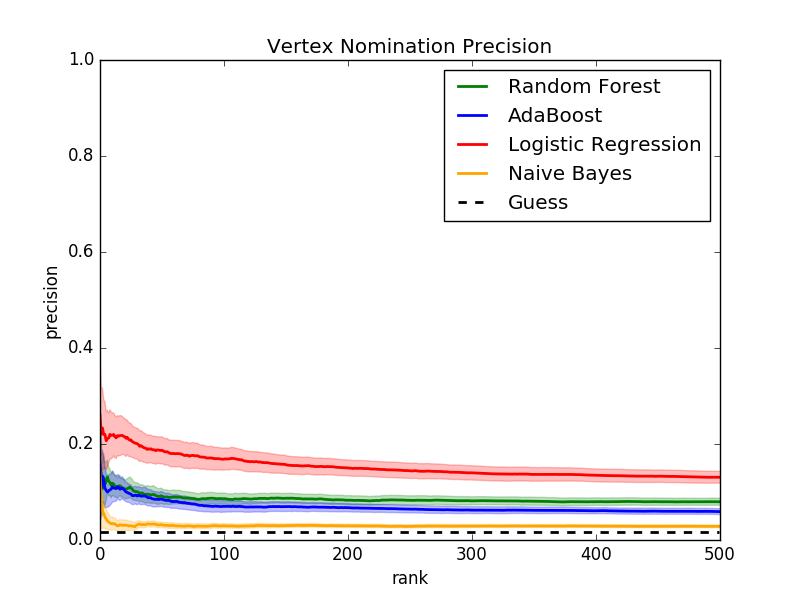 Vertex Nomination Precision
1.0
0.8
0.6
0.4
0.2
0.0
precision
Random Forest
AdaBoost
Logistic Regression
Naive Bayes
Guess
0 100 200 300 400 500
rank